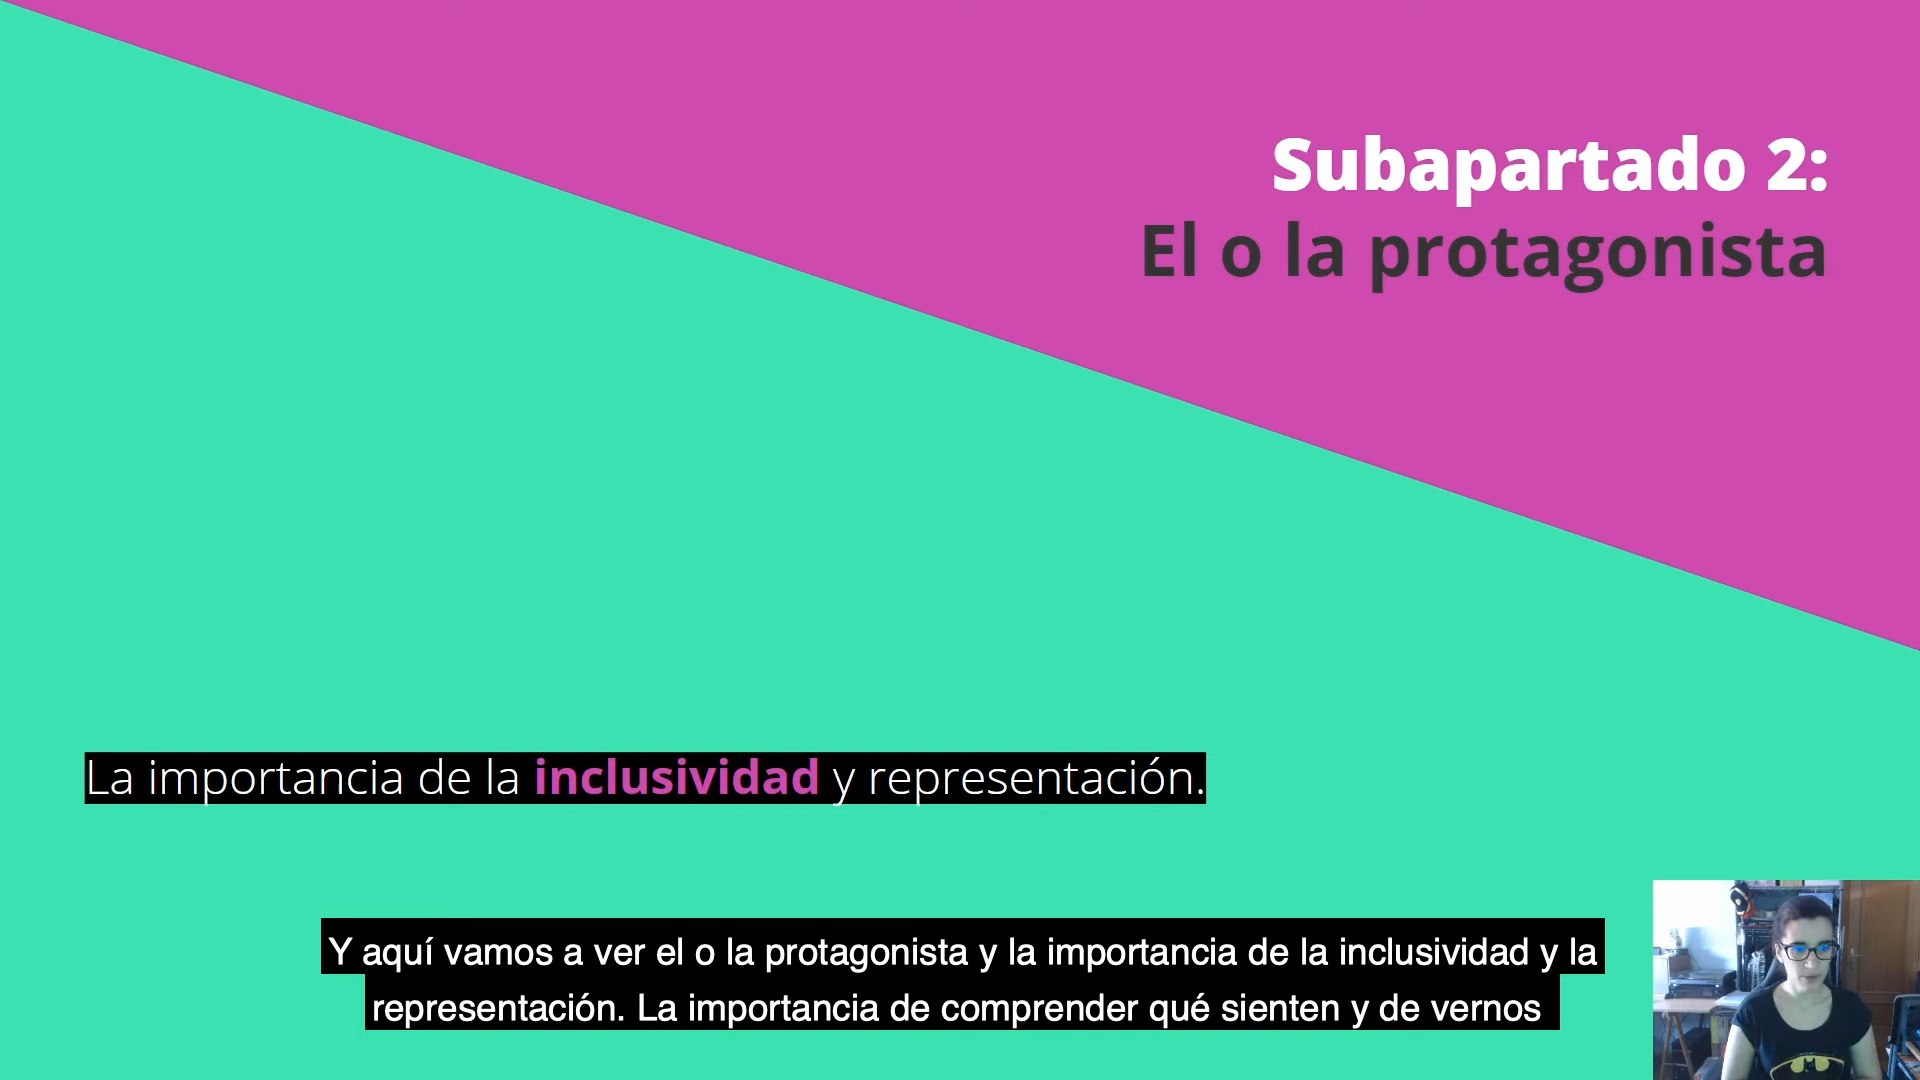 Subapartado 2:
El o la protagonista
La importancia de la inclusividad y representación.
Y aquí vamos a ver el o la protagonista y la importancia de la inclusividad y la
representación. La importancia de comprender qué sienten y de vernos